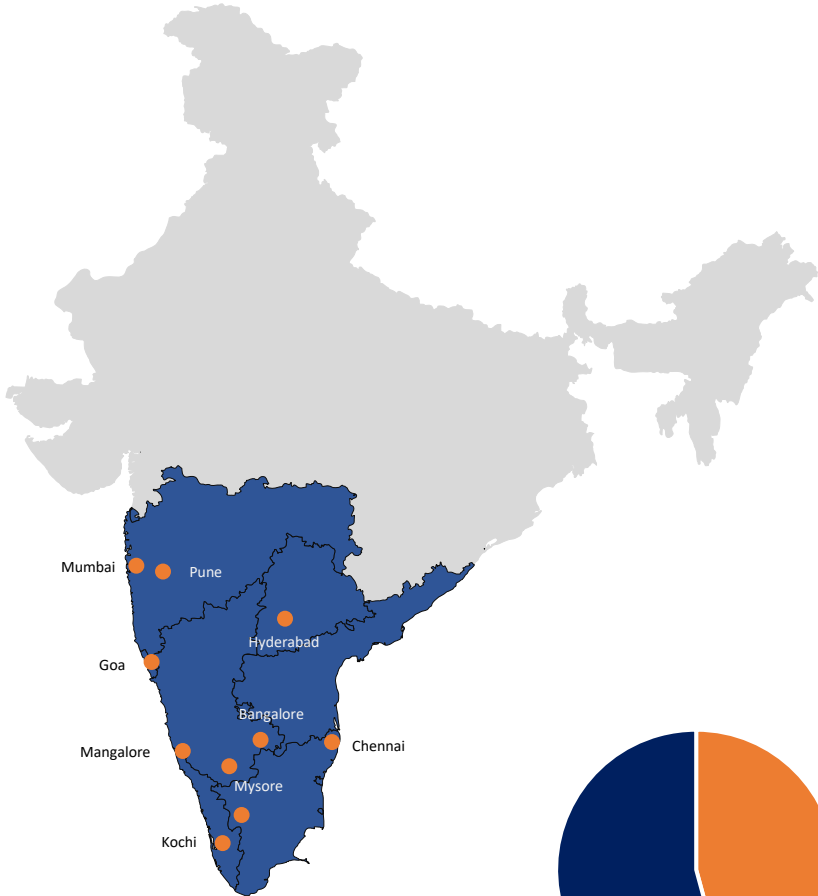 Mumbai
Pune
Hyderabad
Goa
Bangalore
Mangalore
Chennai
Mysore
Kochi